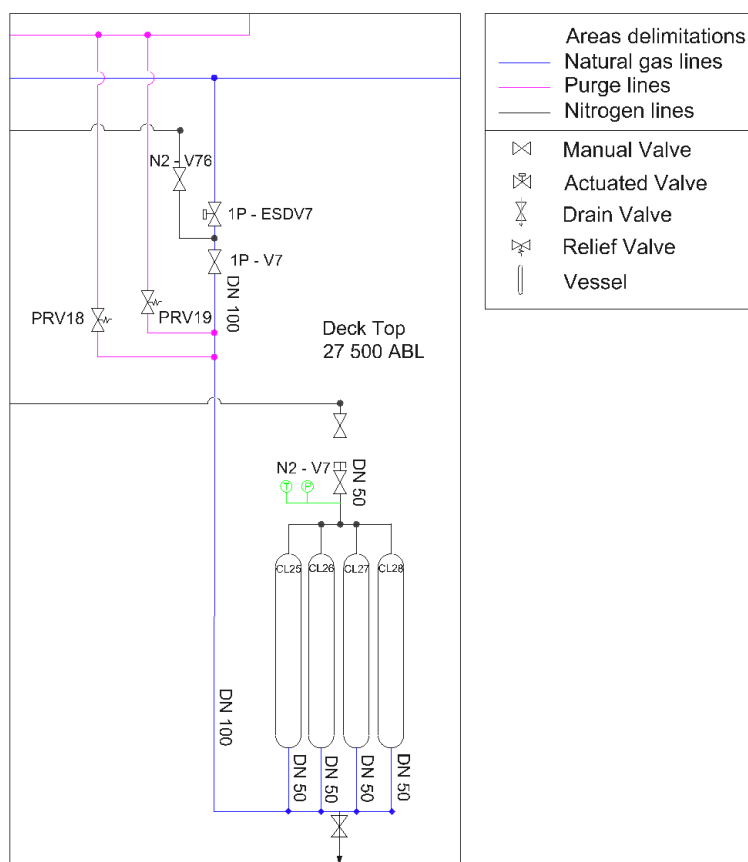 Areas delimitations
Natural gas lines
Purge lines
Nitrogen lines
Manual Valve
Actuated Valve
Drain Valve
Relief Valve
Vessel
N2 - V76
1P - ESDV7
1P - V7
DN 100
PRV18
PRV19
Deck Top
27 500 ABL
N2 - V7
DN 50
T
P
CL25
CL26
CL27
CL28
DN 100
DN 50
DN 50
DN 50
DN 50